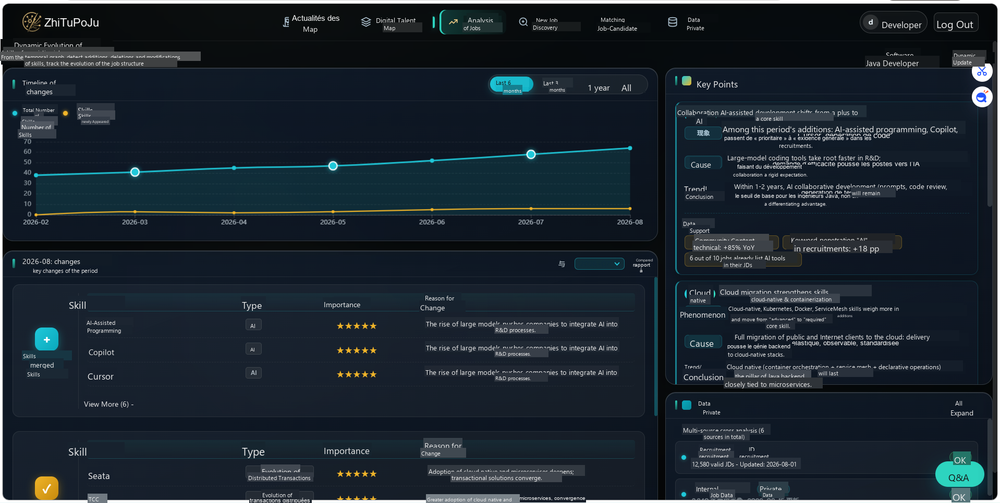 ZhiTuPoJu
Actualités des
Map
Digital Talent
Map
Analysis
of Jobs
New Job
Discovery
Matching
Job-Candidate
Data
Private
d Developer
Log Out
Dynamic Evolution of
From the temporal graph, detect additions, deletions and modifications
of skills, track the evolution of the job structure
Software
Java Developer
Dynamic
Update
Timeline of
changes
Last 6
months
Last 3
months
1 year
All
Total Number
of
Skills
Number of
Skills
Skills
Skills
newly Appeared
70
60
50
40
30
20
10
0
2026-02
2026-03
2026-04
2026-05
2026-06
2026-07
2026-08
2026-08: changes
key changes of the period
与
Compared
rapport
à
Skill
Type
Importance
Reason for
Change
AI-Assisted
Programming
AI
★★★★★
The rise of large models pushes companies to integrate AI into
R&D processes.
Copilot
AI
★★★★★
The rise of large models pushes companies to integrate AI into
R&D processes.
Cursor
AI
★★★★★
The rise of large models pushes companies to integrate AI into
R&D processes.
+
Skills
merged
Skills
View More (6) -
Skill
Type
Importance
Reason for
Change
Seata
Evolution of
Distributed Transactions
★★★★★
Adoption of cloud native and microservices deepens;
transactional solutions converge.
✓
TCC
Evolution of
transactions distribuées
★★★★★
Greater adoption of cloud native and
microservices, convergence
Key Points
Collaboration AI-assisted development shifts from a plus to
a core skill
AI
现象
Among this period's additions: AI-assisted programming, Copilot,
Cursor, génération de code
passent de « prioritaire » à « exigence générale » dans les
recruitments.
Cause
Large-model coding tools take root faster in R&D;
demande d'efficacité pousse les postes vers l'IA
faisant du développement
collaboration a rigid expectation.
Trend!
Conclusion
Within 1-2 years, AI collaborative development (prompts, code review,
génération de
will remain
le seuil de base pour les ingénieurs Java, non
a differentiating advantage.
Data
Support
Community Content
technical: +85% YoY
Keyword penetration "AI"
in recruitments: +18 pp
6 out of 10 jobs already list AI tools
in their JDs
Cloud
native
Cloud migration strengthens skills
cloud-native & containerization
Phenomenon
Cloud-native, Kubernetes, Docker, ServiceMesh skills weigh more in
additions
and move from "advanced" to "required"
core skill.
Cause
Full migration of public and Internet clients to the cloud: delivery
élastique, observable, standardisée
pousse le génie backend
to cloud-native stacks.
Trend/
Conclusion
Cloud native (container orchestration + service mesh + declarative operations)
the pillar of Java backend
will last
closely tied to microservices.
Data
Private
All
Expand
Multi-source cross analysis (6
sources in total)
Recruitment
recruitment
JD
recruitment
12,580 valid JDs - Updated: 2026-08-01
OK
Q&A
Internal
Job Data
Private
Data
OK